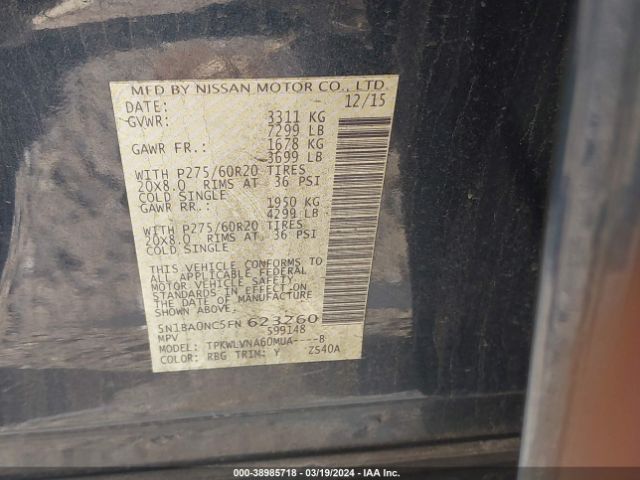 MFD BY NISSAN MOTOR CO., LTD.
DATE: 12/15
GVWR: 3311 KG
7299 LB
GAWR FR.: 1678 KG
3699 LB
WITH P275/60R20 TIRES
20X8.0 RIMS AT 36 PSI
COLD SINGLE
GAWR RR.: 1950 KG
4299 LB
WITH P275/60R20 TIRES
20X8.0 RIMS AT 36 PSI
COLD SINGLE
THIS VEHICLE CONFORMS TO
ALL APPLICABLE FEDERAL
MOTOR VEHICLE SAFETY
STANDARDS IN EFFECT
ON THE DATE OF MANUFACTURE
SHOWN ABOVE.
5N1BA0NC5FN 623260
MPV 599148
MODEL: TPKWLVNA60MUA----B
COLOR: RBG TRIM: Y ZS40A
000-38985718 - 03/19/2024 - IAA Inc.